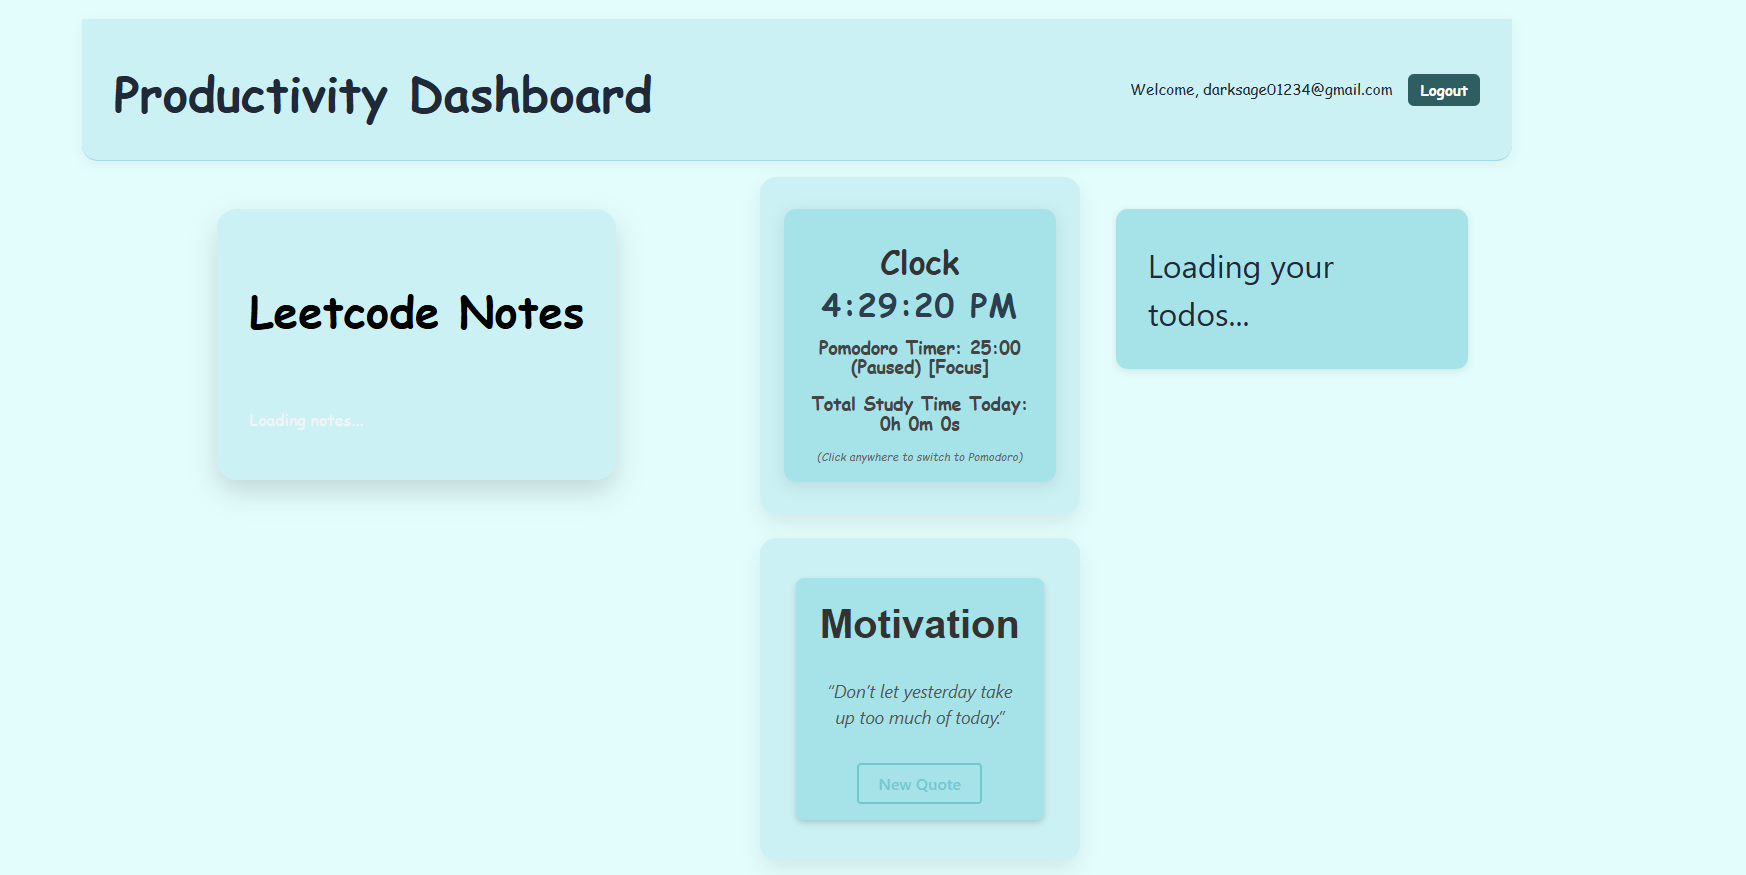 Productivity Dashboard
Welcome, darksage01234@gmail.com
Logout
Leetcode Notes
Loading notes...
Clock
4:29:20 PM
Pomodoro Timer: 25:00
(Paused) [Focus]
Total Study Time Today:
0h 0m 0s
(Click anywhere to switch to Pomodoro)
Loading your
todos...
Motivation
“Don’t let yesterday take
up too much of today.”
New Quote